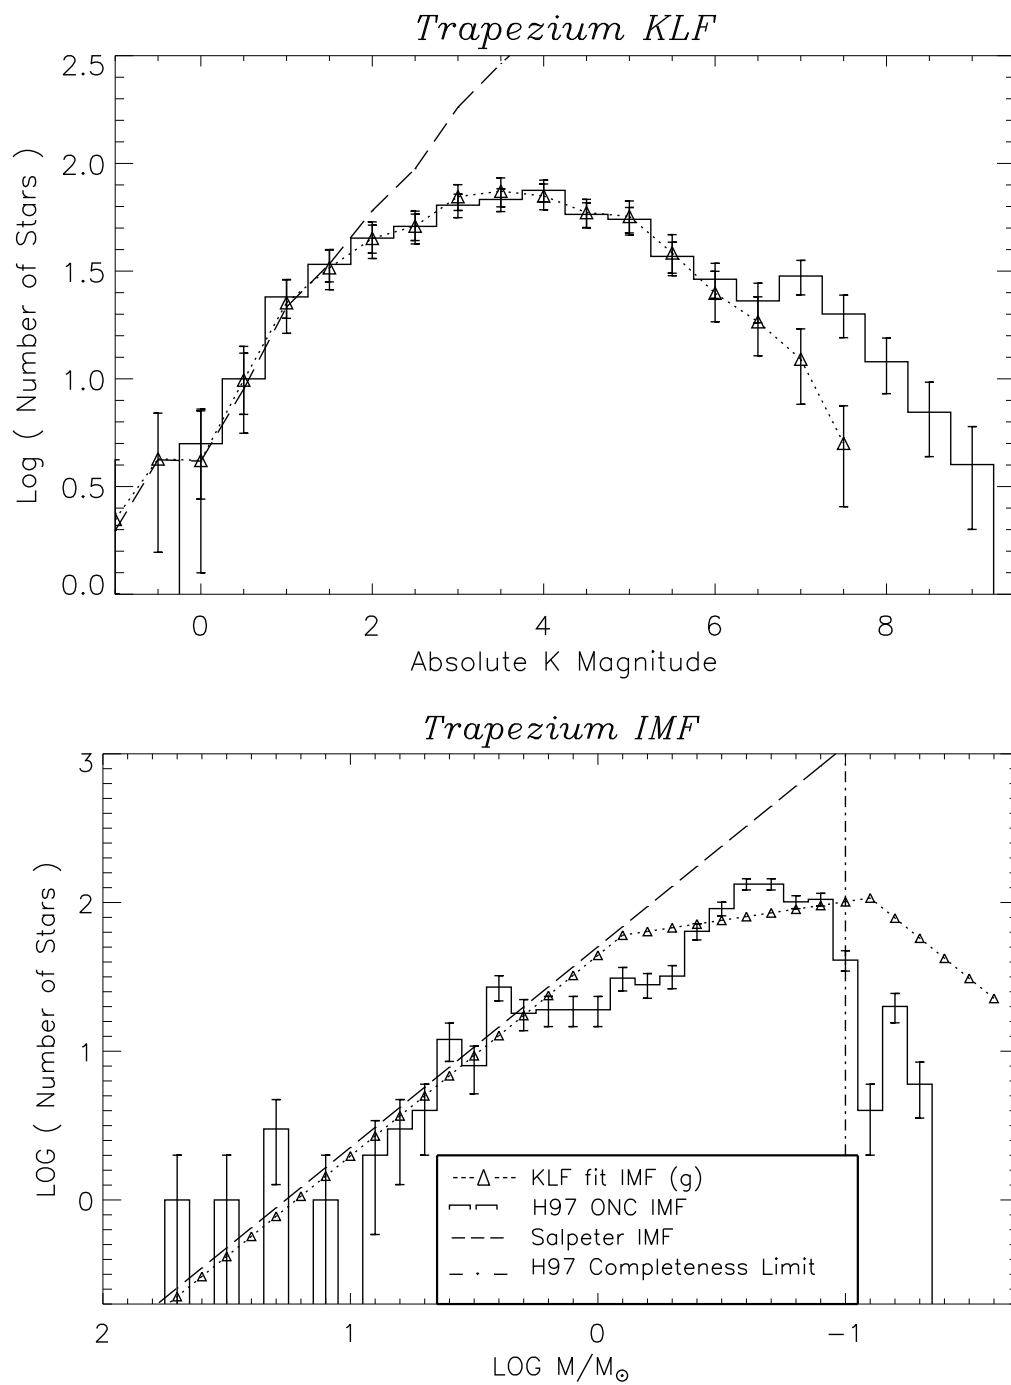 Trapezium KLF
2.5
2.0
1.5
1.0
0.5
0.0
Log ( Number of Stars )
0 2 4 6 8
Absolute K Magnitude
Trapezium IMF
3
2
1
0
LOG ( Number of Stars )
KLF fit IMF (g)
H97 ONC IMF
Salpeter IMF
H97 Completeness Limit
2 1 0 −1
LOG M/M☉